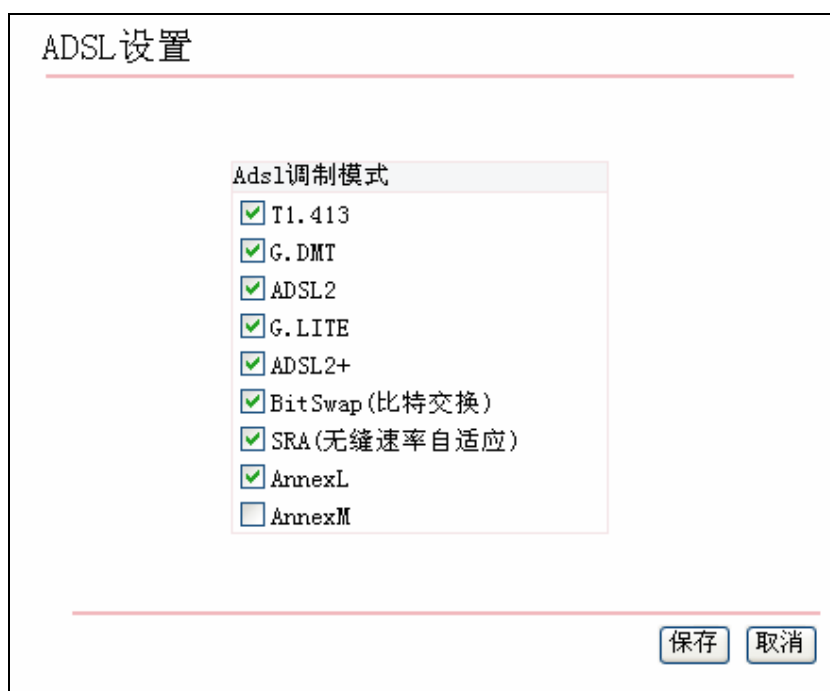 ADSL设置
Adsl调制模式
T1.413
G.DMT
ADSL2
G.LITE
ADSL2+
BitSwap(比特交换)
SRA(无缝速率自适应)
AnnexL
AnnexM
保存 取消